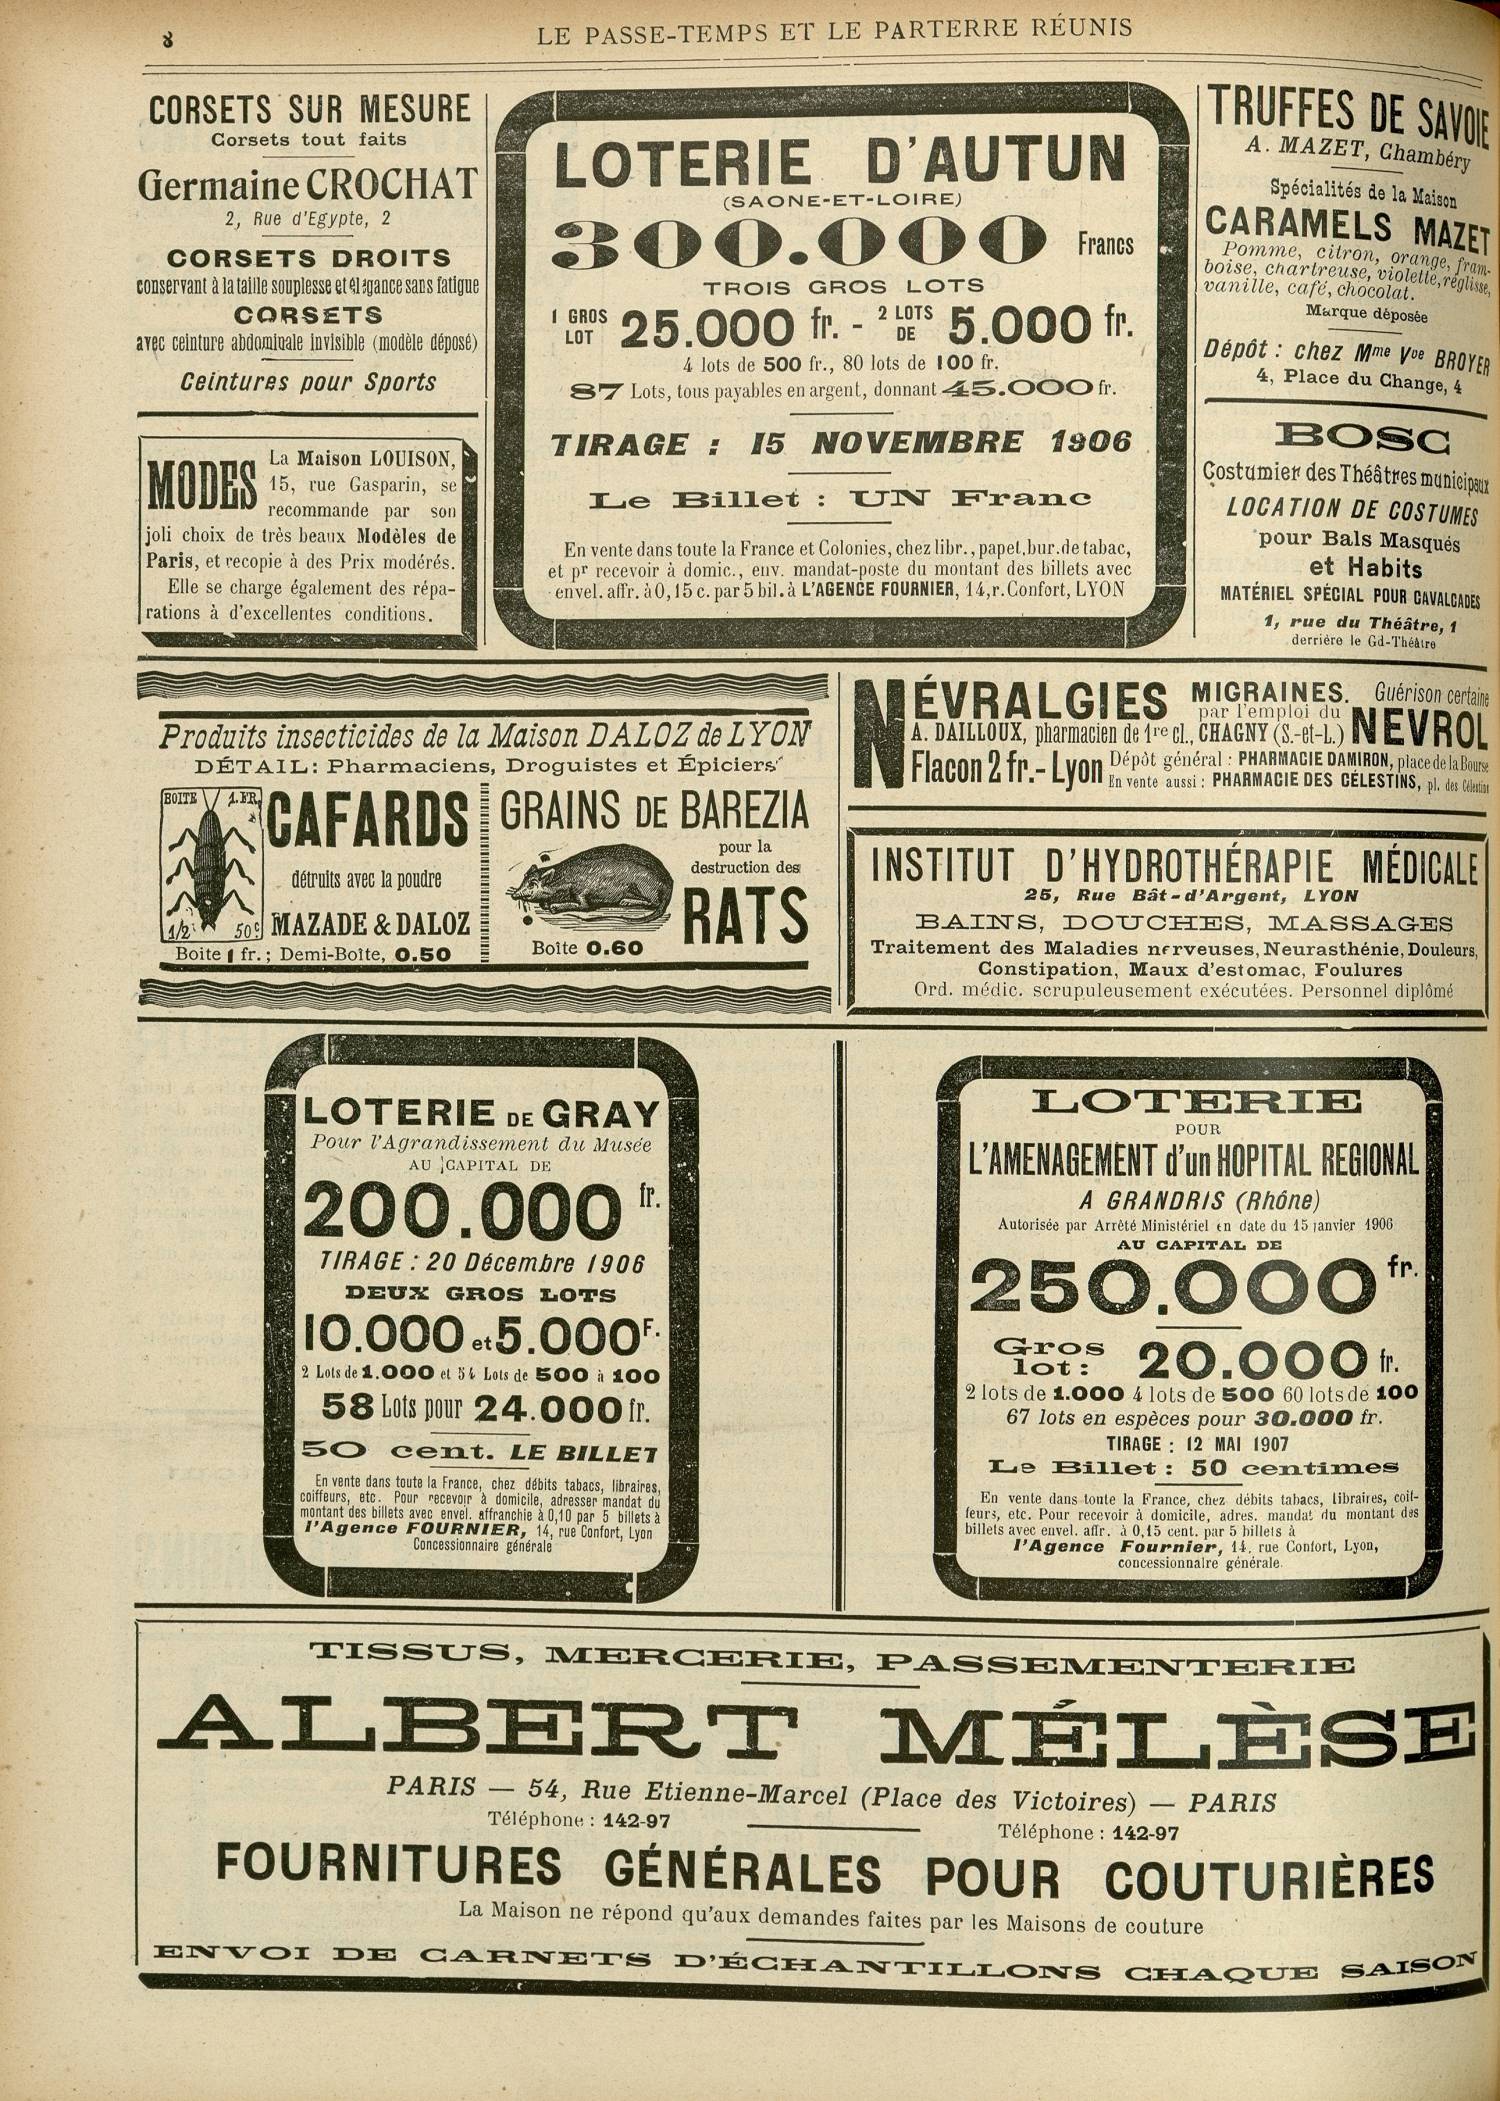 8
LE PASSE-TEMPS ET LE PARTERRE RÉUNIS
CORSETS SUR MESURE
Corsets tout faits
Germaine CROCHAT
2, Rue d'Egypte, 2
CORSETS DROITS
conservant à la taille souplesse et élégance sans fatigue
CORSETS
avec ceinture abdominale invisible (modèle déposé)
Ceintures pour Sports
MODES
La Maison LOUISON,
15, rue Gasparin, se
recommande par son
joli choix de très beaux Modèles de
Paris, et recopie à des Prix modérés.
Elle se charge également des répa-
rations à d'excellentes conditions.
LOTERIE D'AUTUN
(SAONE-ET-LOIRE)
300.000 Francs
TROIS GROS LOTS
1 GROS LOT 25.000 fr. - 2 LOTS DE 5.000 fr.
4 lots de 500 fr., 80 lots de 100 fr.
87 Lots, tous payables en argent, donnant 45.000 fr.
TIRAGE : 15 NOVEMBRE 1906
Le Billet : UN Franc
En vente dans toute la France et Colonies, chez libr., papet, bur. de tabac,
et pr recevoir à domic., env. mandat-poste du montant des billets avec
envel. affr. à 0,15 c. par 5 bil. à L'AGENCE FOURNIER, 14, r. Confort, LYON
TRUFFES DE SAVOIE
A. MAZET, Chambéry
Spécialités de la Maison
CARAMELS MAZET
Pomme, citron, orange, fram-
boise, chartreuse, violette, réglisse,
vanille, café, chocolat.
Marque déposée
Dépôt : chez Mme Vve BROYER
4, Place du Change, 4
BOSC
Costumier des Théâtres municipaux
LOCATION DE COSTUMES
pour Bals Masqués
et Habits
MATÉRIEL SPÉCIAL POUR CAVALCADES
1, rue du Théâtre, 1
derrière le Gd-Théâtre
Produits insecticides de la Maison DALOZ de LYON
DÉTAIL : Pharmaciens, Droguistes et Épiciers
BOITE 1. FR.
1/2 50c
CAFARDS
détruits avec la poudre
MAZADE & DALOZ
Boite 1 fr. ; Demi-Boîte, 0.50
GRAINS DE BAREZIA
pour la
destruction des
RATS
Boîte 0.60
NÉVRALGIES MIGRAINES. Guérison certaine
par l'emploi du NEVROL
A. DAILLOUX, pharmacien de 1re cl., CHAGNY (S.-et-L.)
Flacon 2 fr. - Lyon Dépôt général : PHARMACIE DAMIRON, place de la Bourse
En vente aussi : PHARMACIE DES CÉLESTINS, pl. des Célestins
INSTITUT D'HYDROTHÉRAPIE MÉDICALE
25, Rue Bât-d'Argent, LYON
BAINS, DOUCHES, MASSAGES
Traitement des Maladies nerveuses, Neurasthénie, Douleurs,
Constipation, Maux d'estomac, Foulures
Ord. médic. scrupuleusement exécutées. Personnel diplômé
LOTERIE DE GRAY
Pour l'Agrandissement du Musée
AU CAPITAL DE
200.000 fr.
TIRAGE : 20 Décembre 1906
DEUX GROS LOTS
10.000 et 5.000 F.
2 Lots de 1.000 et 54 Lots de 500 à 100
58 Lots pour 24.000 fr.
50 cent. LE BILLET
En vente dans toute la France, chez débits tabacs, libraires,
coiffeurs, etc. Pour recevoir à domicile, adresser mandat du
montant des billets avec envel. affranchie à 0,10 par 5 billets à
l'Agence FOURNIER, 14, rue Confort, Lyon
Concessionnaire générale
LOTERIE
POUR
L'AMENAGEMENT d'un HOPITAL REGIONAL
A GRANDRIS (Rhône)
Autorisée par Arrêté Ministériel en date du 15 janvier 1906
AU CAPITAL DE
250.000 fr.
Gros lot : 20.000 fr.
2 lots de 1.000 4 lots de 500 60 lots de 100
67 lots en espèces pour 30.000 fr.
TIRAGE : 12 MAI 1907
Le Billet : 50 centimes
En vente dans toute la France, chez débits tabacs, libraires, coif-
feurs, etc. Pour recevoir à domicile, adres. mandat du montant des
billets avec envel. affr. à 0,15 cent. par 5 billets à
l'Agence Fournier, 14, rue Confort, Lyon,
concessionnaire générale.
TISSUS, MERCERIE, PASSEMENTERIE
ALBERT MÉLÈSE
PARIS — 54, Rue Etienne-Marcel (Place des Victoires) — PARIS
Téléphone : 142-97 Téléphone : 142-97
FOURNITURES GÉNÉRALES POUR COUTURIÈRES
La Maison ne répond qu'aux demandes faites par les Maisons de couture
ENVOI DE CARNETS D'ÉCHANTILLONS CHAQUE SAISON